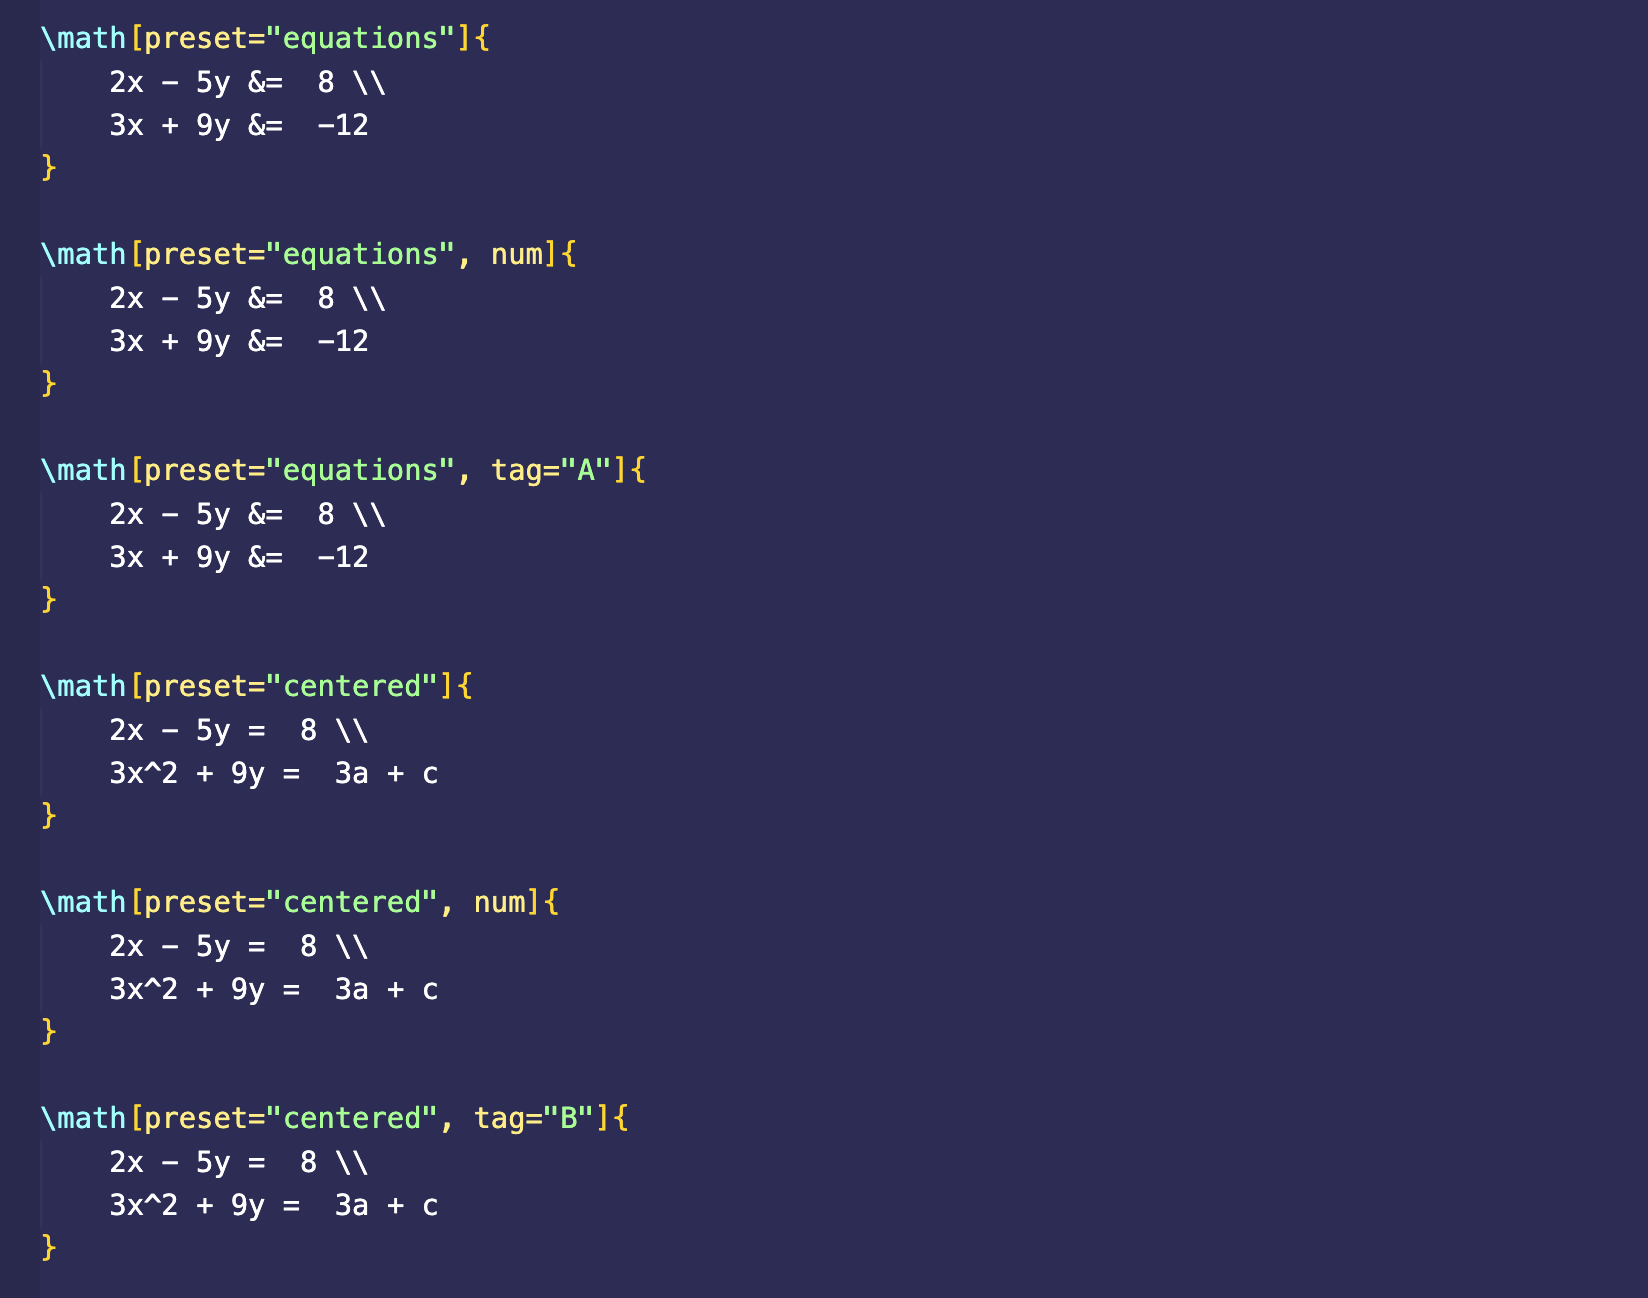 \math[preset="equations"]{
    2x - 5y &=  8 \\
    3x + 9y &=  -12
}

\math[preset="equations", num]{
    2x - 5y &=  8 \\
    3x + 9y &=  -12
}

\math[preset="equations", tag="A"]{
    2x - 5y &=  8 \\
    3x + 9y &=  -12
}

\math[preset="centered"]{
    2x - 5y =  8 \\
    3x^2 + 9y =  3a + c
}

\math[preset="centered", num]{
    2x - 5y =  8 \\
    3x^2 + 9y =  3a + c
}

\math[preset="centered", tag="B"]{
    2x - 5y =  8 \\
    3x^2 + 9y =  3a + c
}